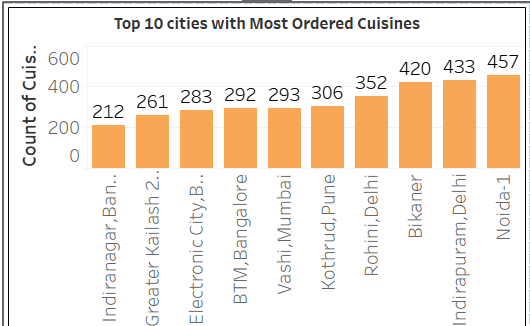 Top 10 cities with Most Ordered Cuisines
Count of Cuis..
600
400
200
0
212
261
283
292
293
306
352
420
433
457
Indiranagar,Ban..
Greater Kailash 2..
Electronic City,B..
BTM,Bangalore
Vashi,Mumbai
Kothrud,Pune
Rohini,Delhi
Bikaner
Indirapuram,Delhi
Noida-1